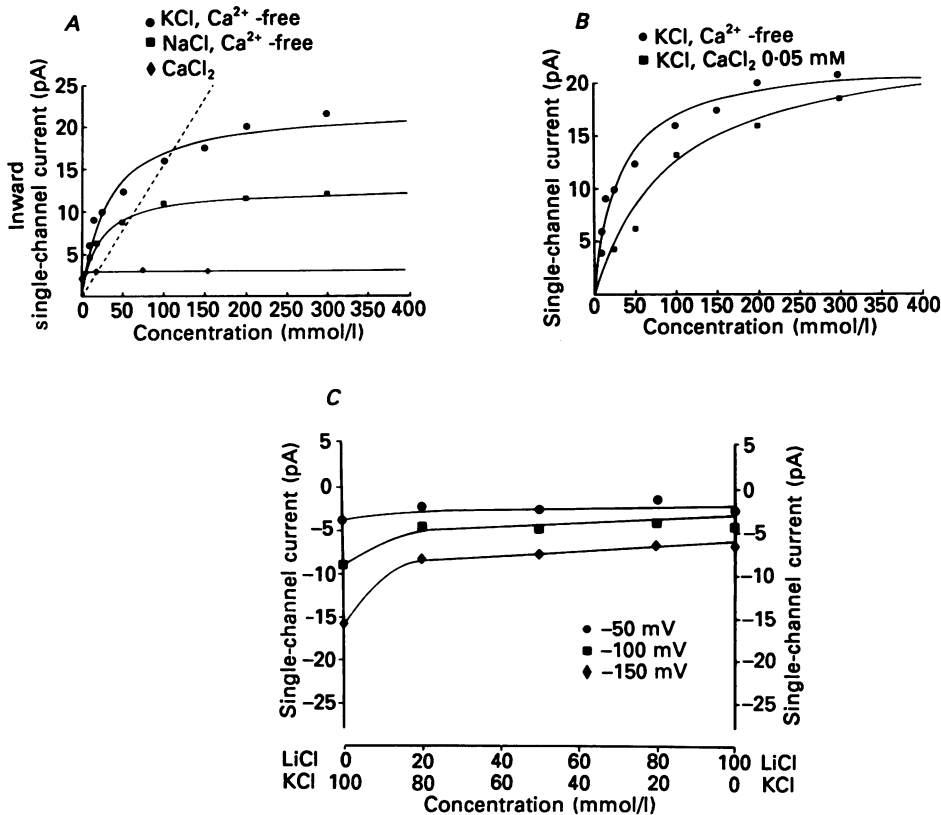 A
KCl, Ca²⁺ -free
NaCl, Ca²⁺ -free
CaCl₂
Inward
single-channel current (pA)
25
20
15
10
5
0 50 100 150 200 250 300 350 400
Concentration (mmol/l)
B
KCl, Ca²⁺ -free
KCl, CaCl₂ 0·05 mM
Single-channel current (pA)
20
15
10
5
0 50 100 150 200 250 300 350 400
Concentration (mmol/l)
C
Single-channel current (pA)
5
0
−5
−10
−15
−20
−25
−50 mV
−100 mV
−150 mV
5
0
−5
−10
−15
−20
−25
Single-channel current (pA)
LiCl 0 20 40 60 80 100 LiCl
KCl 100 80 60 40 20 0 KCl
Concentration (mmol/l)